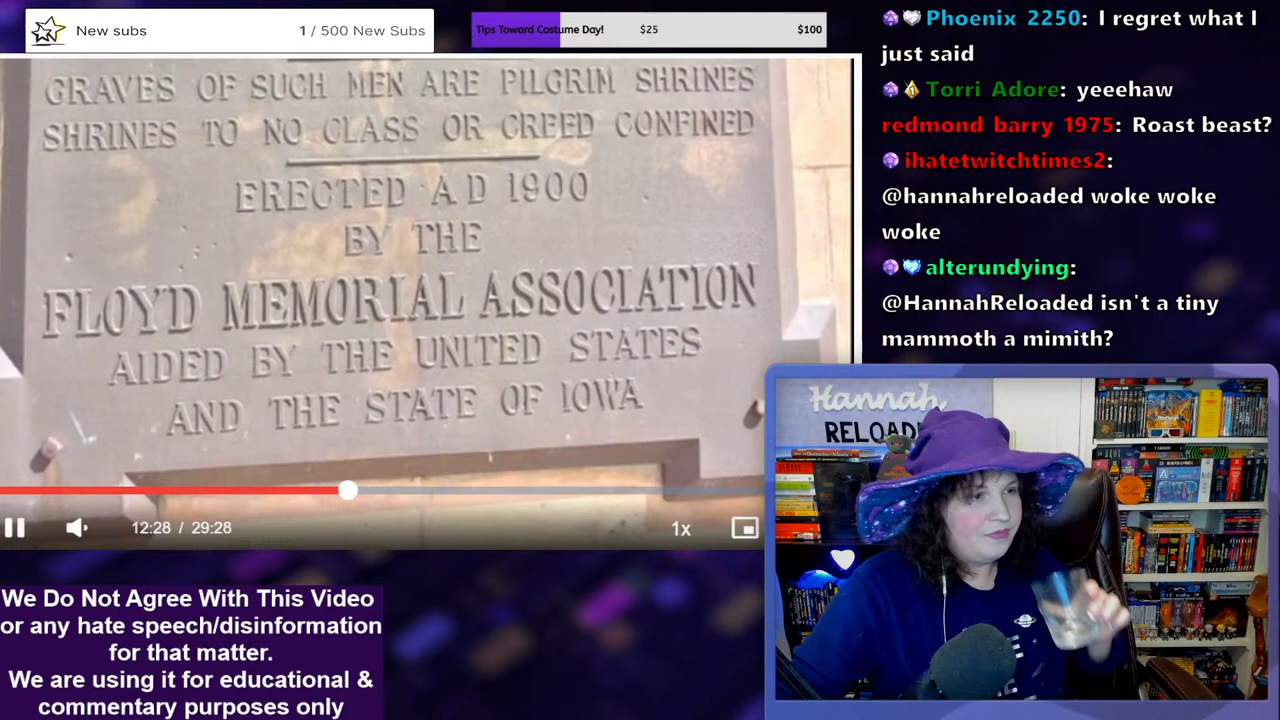 New subs
1 / 500 New Subs
Tips Toward Costume Day!
$25
$100
GRAVES OF SUCH MEN ARE PILGRIM SHRINES
SHRINES TO NO CLASS OR CREED CONFINED
ERECTED A D 1900
BY THE
FLOYD MEMORIAL ASSOCIATION
AIDED BY THE UNITED STATES
AND THE STATE OF IOWA
12:28 / 29:28
1x
We Do Not Agree With This Video
or any hate speech/disinformation
for that matter.
We are using it for educational &
commentary purposes only
Phoenix 2250: I regret what I
just said
Torri Adore: yeeehaw
redmond barry 1975: Roast beast?
ihatetwitchtimes2:
@hannahreloaded woke woke
woke
alterundying:
@HannahReloaded isn't a tiny
mammoth a mimith?
Hannah
RELOADE